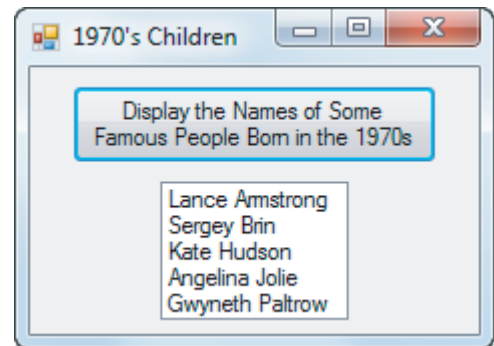 1970's Children
Display the Names of Some
Famous People Born in the 1970s
Lance Armstrong
Sergey Brin
Kate Hudson
Angelina Jolie
Gwyneth Paltrow